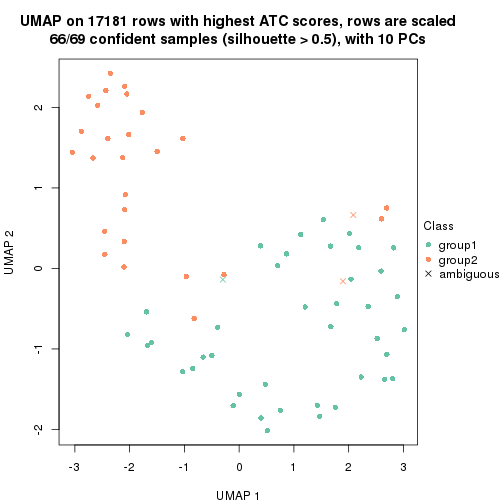 UMAP on 17181 rows with highest ATC scores, rows are scaled
66/69 confident samples (silhouette > 0.5), with 10 PCs
2
1
0
-1
-2
UMAP 2
-3
-2
-1
0
1
2
3
UMAP 1
Class
group1
group2
ambiguous